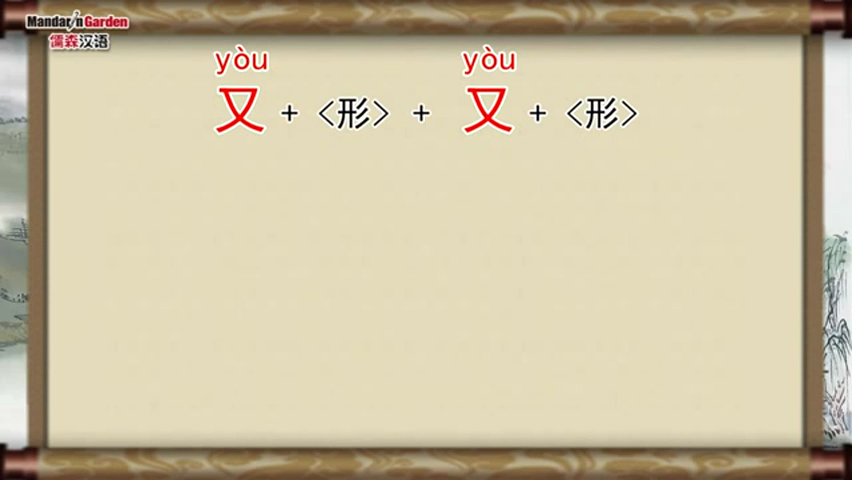 Mandarin Garden
儒森汉语
yòu yòu
又 + <形> + 又 + <形>